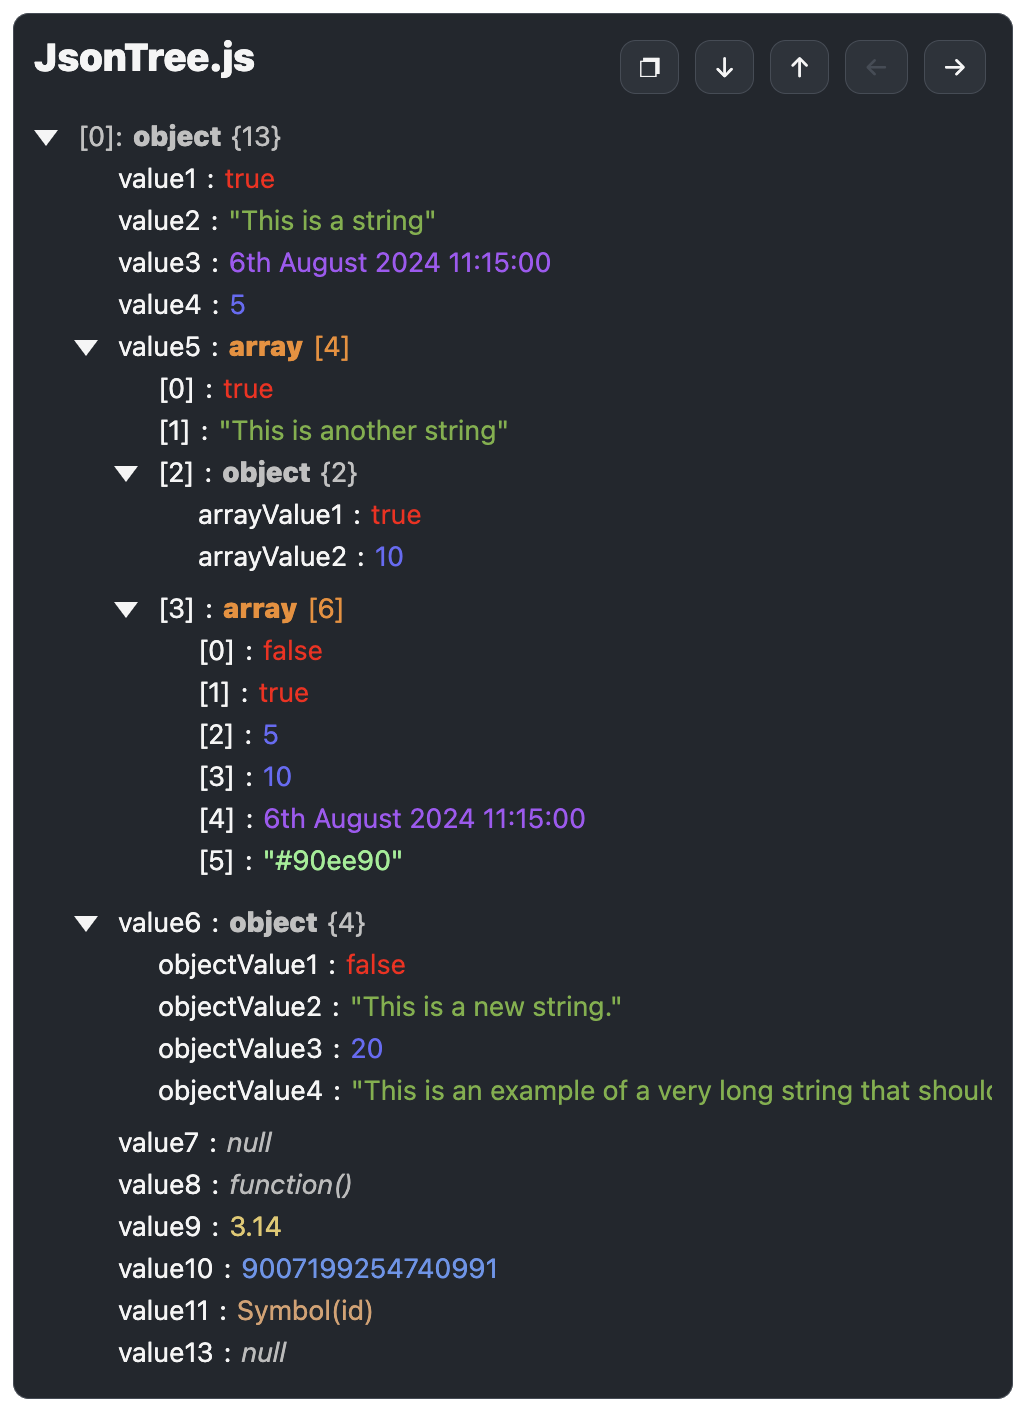 JsonTree.js
[0]: object {13}
value1 : true
value2 : "This is a string"
value3 : 6th August 2024 11:15:00
value4 : 5
value5 : array [4]
[0] : true
[1] : "This is another string"
[2] : object {2}
arrayValue1 : true
arrayValue2 : 10
[3] : array [6]
[0] : false
[1] : true
[2] : 5
[3] : 10
[4] : 6th August 2024 11:15:00
[5] : "#90ee90"
value6 : object {4}
objectValue1 : false
objectValue2 : "This is a new string."
objectValue3 : 20
objectValue4 : "This is an example of a very long string that
value7 : null
value8 : function()
value9 : 3.14
value10 : 9007199254740991
value11 : Symbol(id)
value13 : null